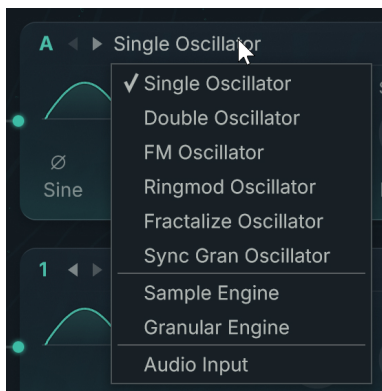 A Single Oscillator
✓ Single Oscillator
Double Oscillator
FM Oscillator
Ringmod Oscillator
Ø
Sine
Fractalize Oscillator
Sync Gran Oscillator
1
Sample Engine
Granular Engine
Audio Input